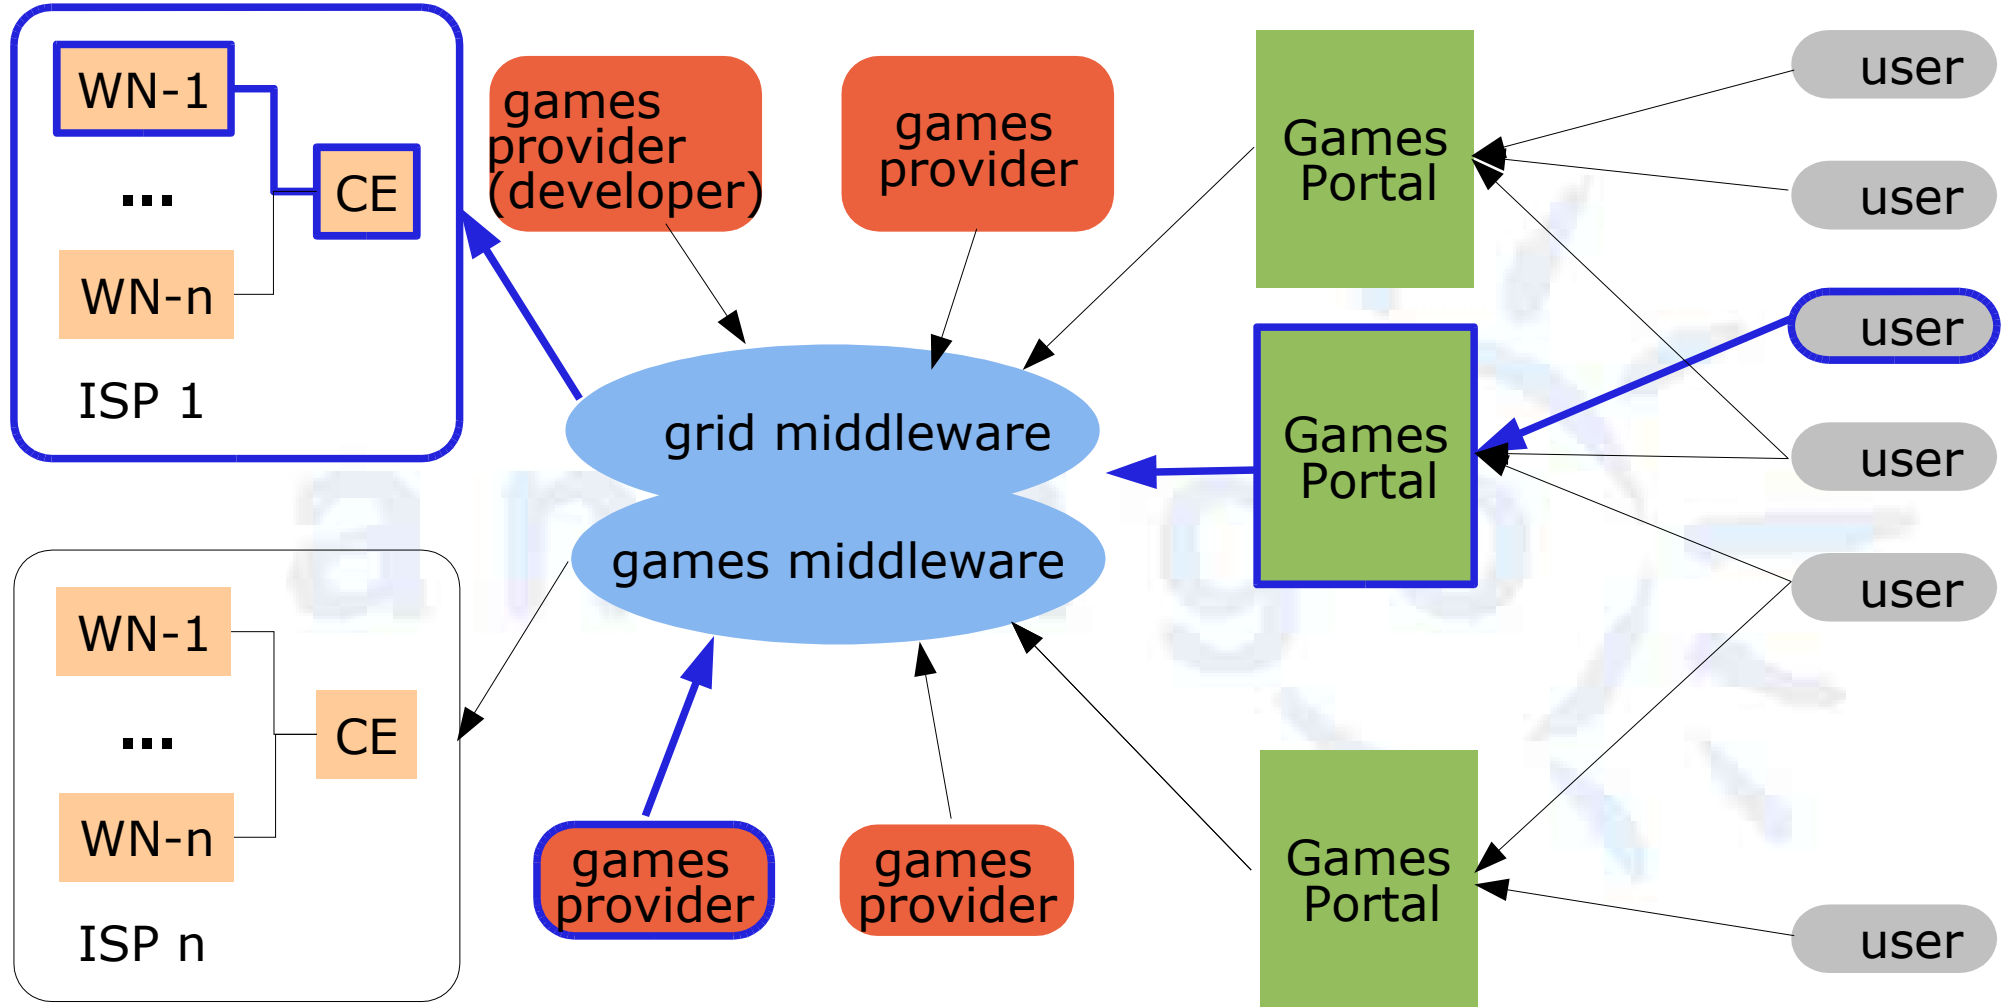 WN-1
...
WN-n
CE
ISP 1
games
provider
(developer)
games
provider
Games
Portal
user
user
user
grid middleware
games middleware
Games
Portal
user
user
WN-1
...
WN-n
CE
ISP n
games
provider
games
provider
Games
Portal
user